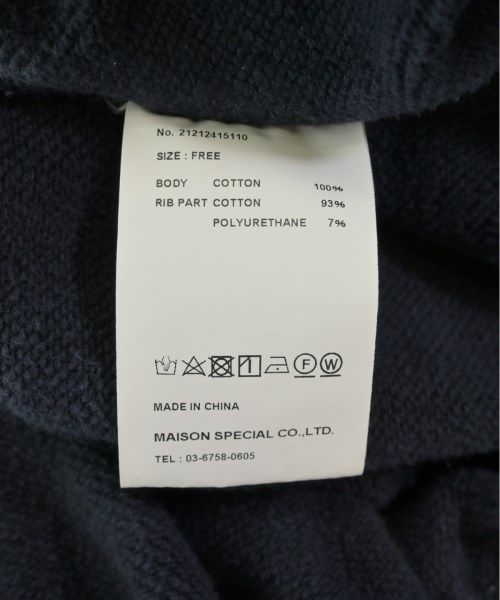 No. 21212415110
SIZE : FREE
BODY COTTON 100%
RIB PART COTTON 93%
POLYURETHANE 7%
F W
MADE IN CHINA
MAISON SPECIAL CO.,LTD.
TEL : 03-6758-0605